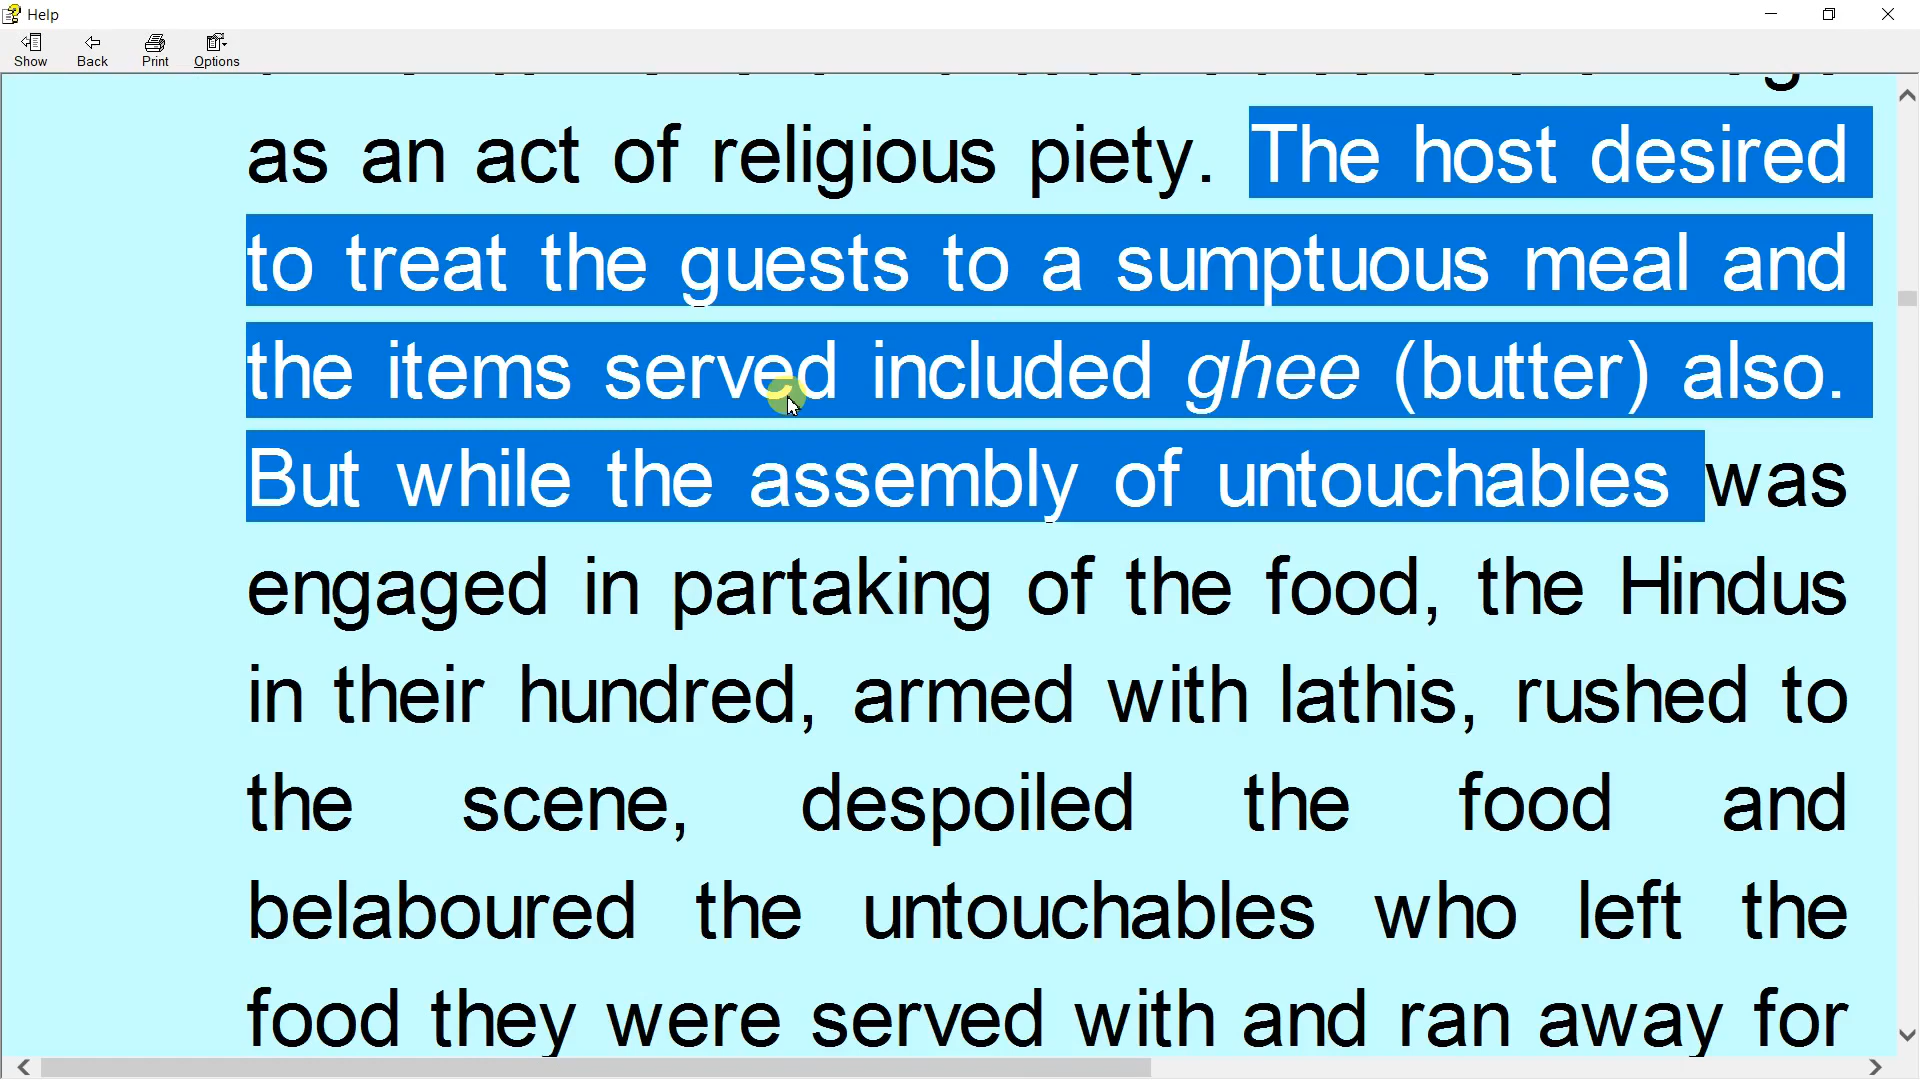 Help
Show Back Print Options
as an act of religious piety. The host desired
to treat the guests to a sumptuous meal and
the items served included ghee (butter) also.
But while the assembly of untouchables was
engaged in partaking of the food, the Hindus
in their hundred, armed with lathis, rushed to
the scene, despoiled the food and
belaboured the untouchables who left the
food they were served with and ran away for